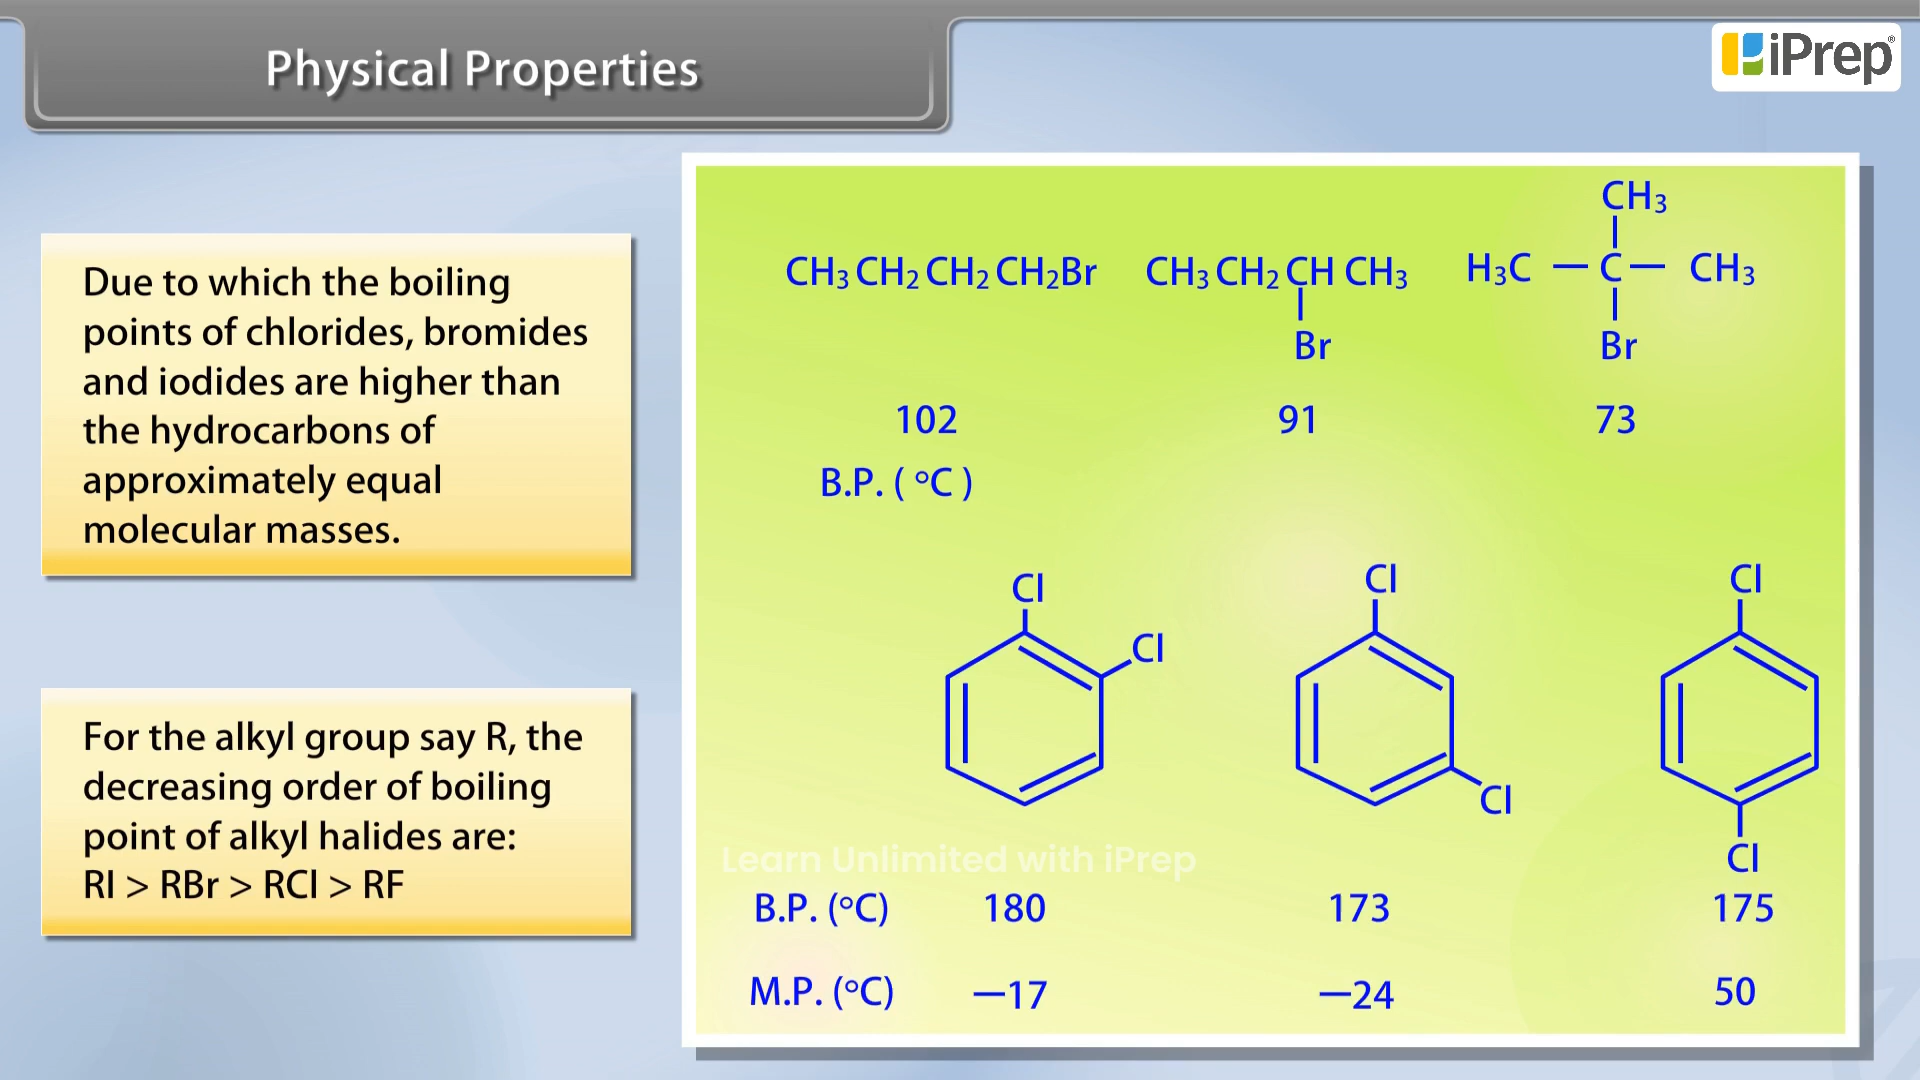 Physical Properties
iPrep®
Due to which the boiling
points of chlorides, bromides
and iodides are higher than
the hydrocarbons of
approximately equal
molecular masses.
For the alkyl group say R, the
decreasing order of boiling
point of alkyl halides are:
RI > RBr > RCl > RF
CH₃
CH₃ CH₂ CH₂ CH₂Br CH₃ CH₂ CH CH₃ H₃C — C — CH₃
Br Br
102 91 73
B.P. ( °C )
Cl Cl Cl
Cl
Cl
Cl
Learn Unlimited with iPrep
B.P. (°C) 180 173 175
M.P. (°C) —17 —24 50